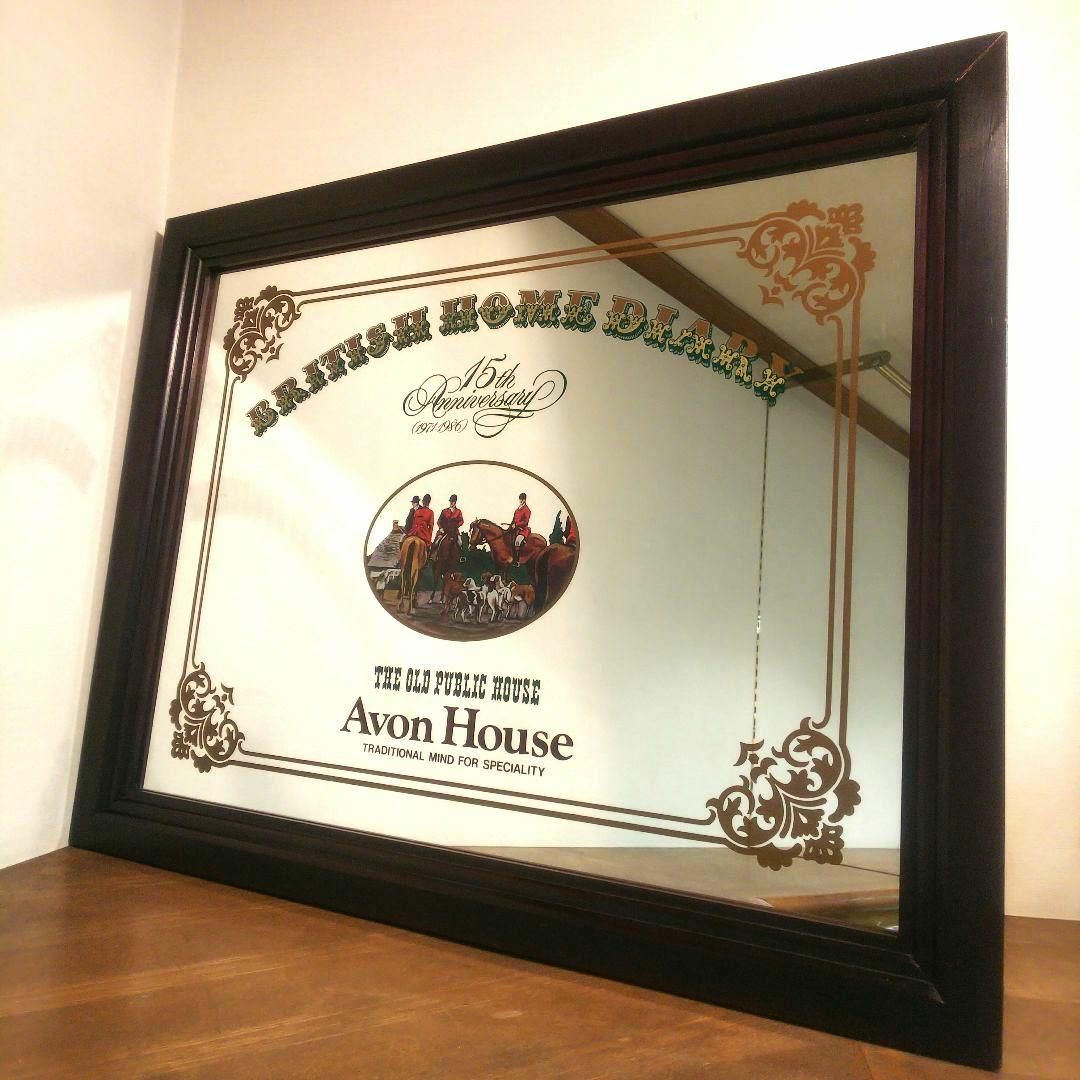 BRITISH HOME DIARY
15th
Anniversary
(1971-1986)
THE OLD PUBLIC HOUSE
Avon House
TRADITIONAL MIND FOR SPECIALITY